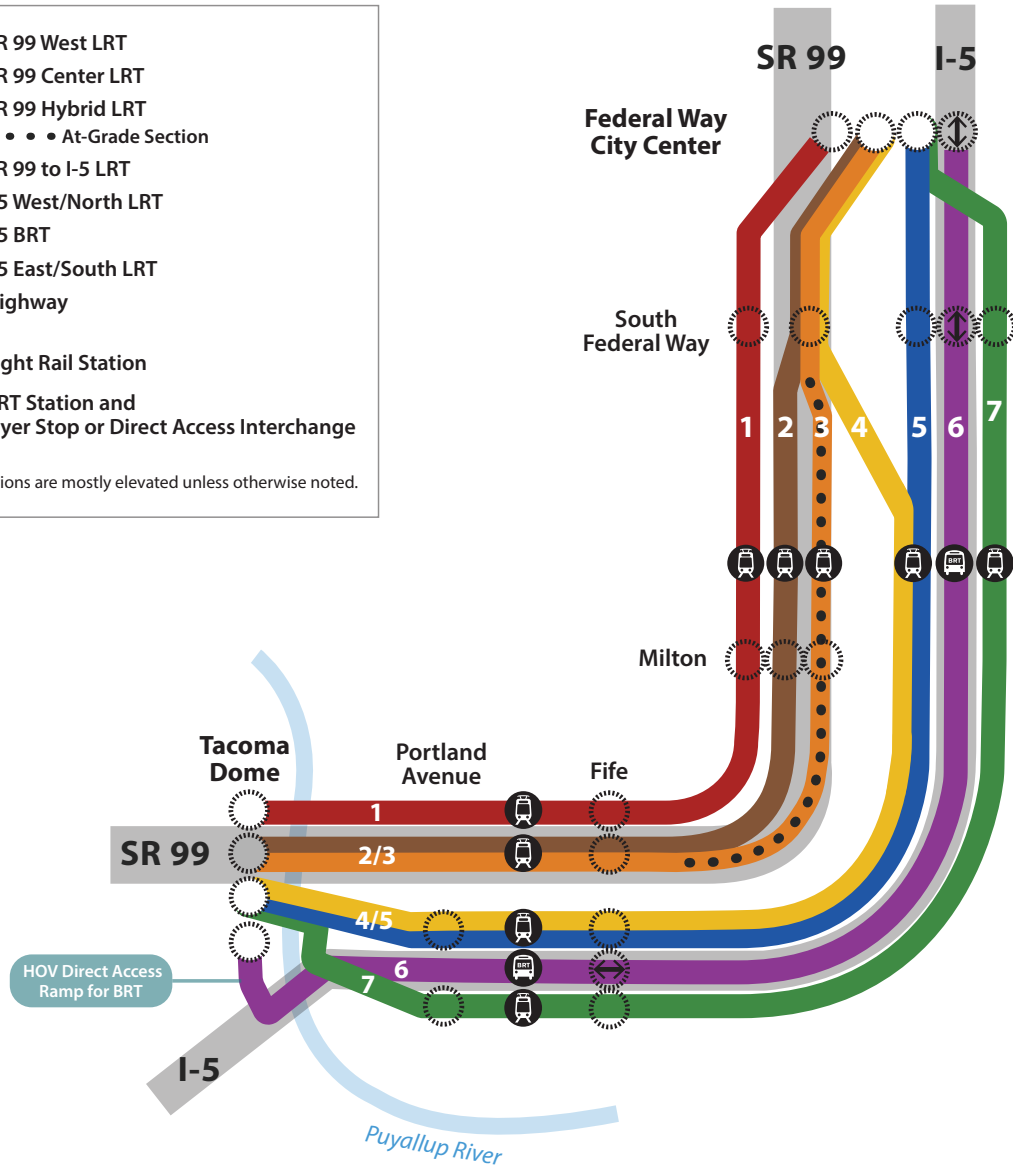 R 99 West LRT
R 99 Center LRT
R 99 Hybrid LRT
At-Grade Section
R 99 to I-5 LRT
5 West/North LRT
5 BRT
5 East/South LRT
ighway
ght Rail Station
RT Station and
yer Stop or Direct Access Interchange
ions are mostly elevated unless otherwise noted.
SR 99
I-5
Federal Way
City Center
South
Federal Way
1
2
3
4
5
6
7
BRT
Milton
Tacoma
Dome
Portland
Avenue
Fife
1
SR 99
2/3
4/5
6
BRT
7
HOV Direct Access
Ramp for BRT
I-5
Puyallup River